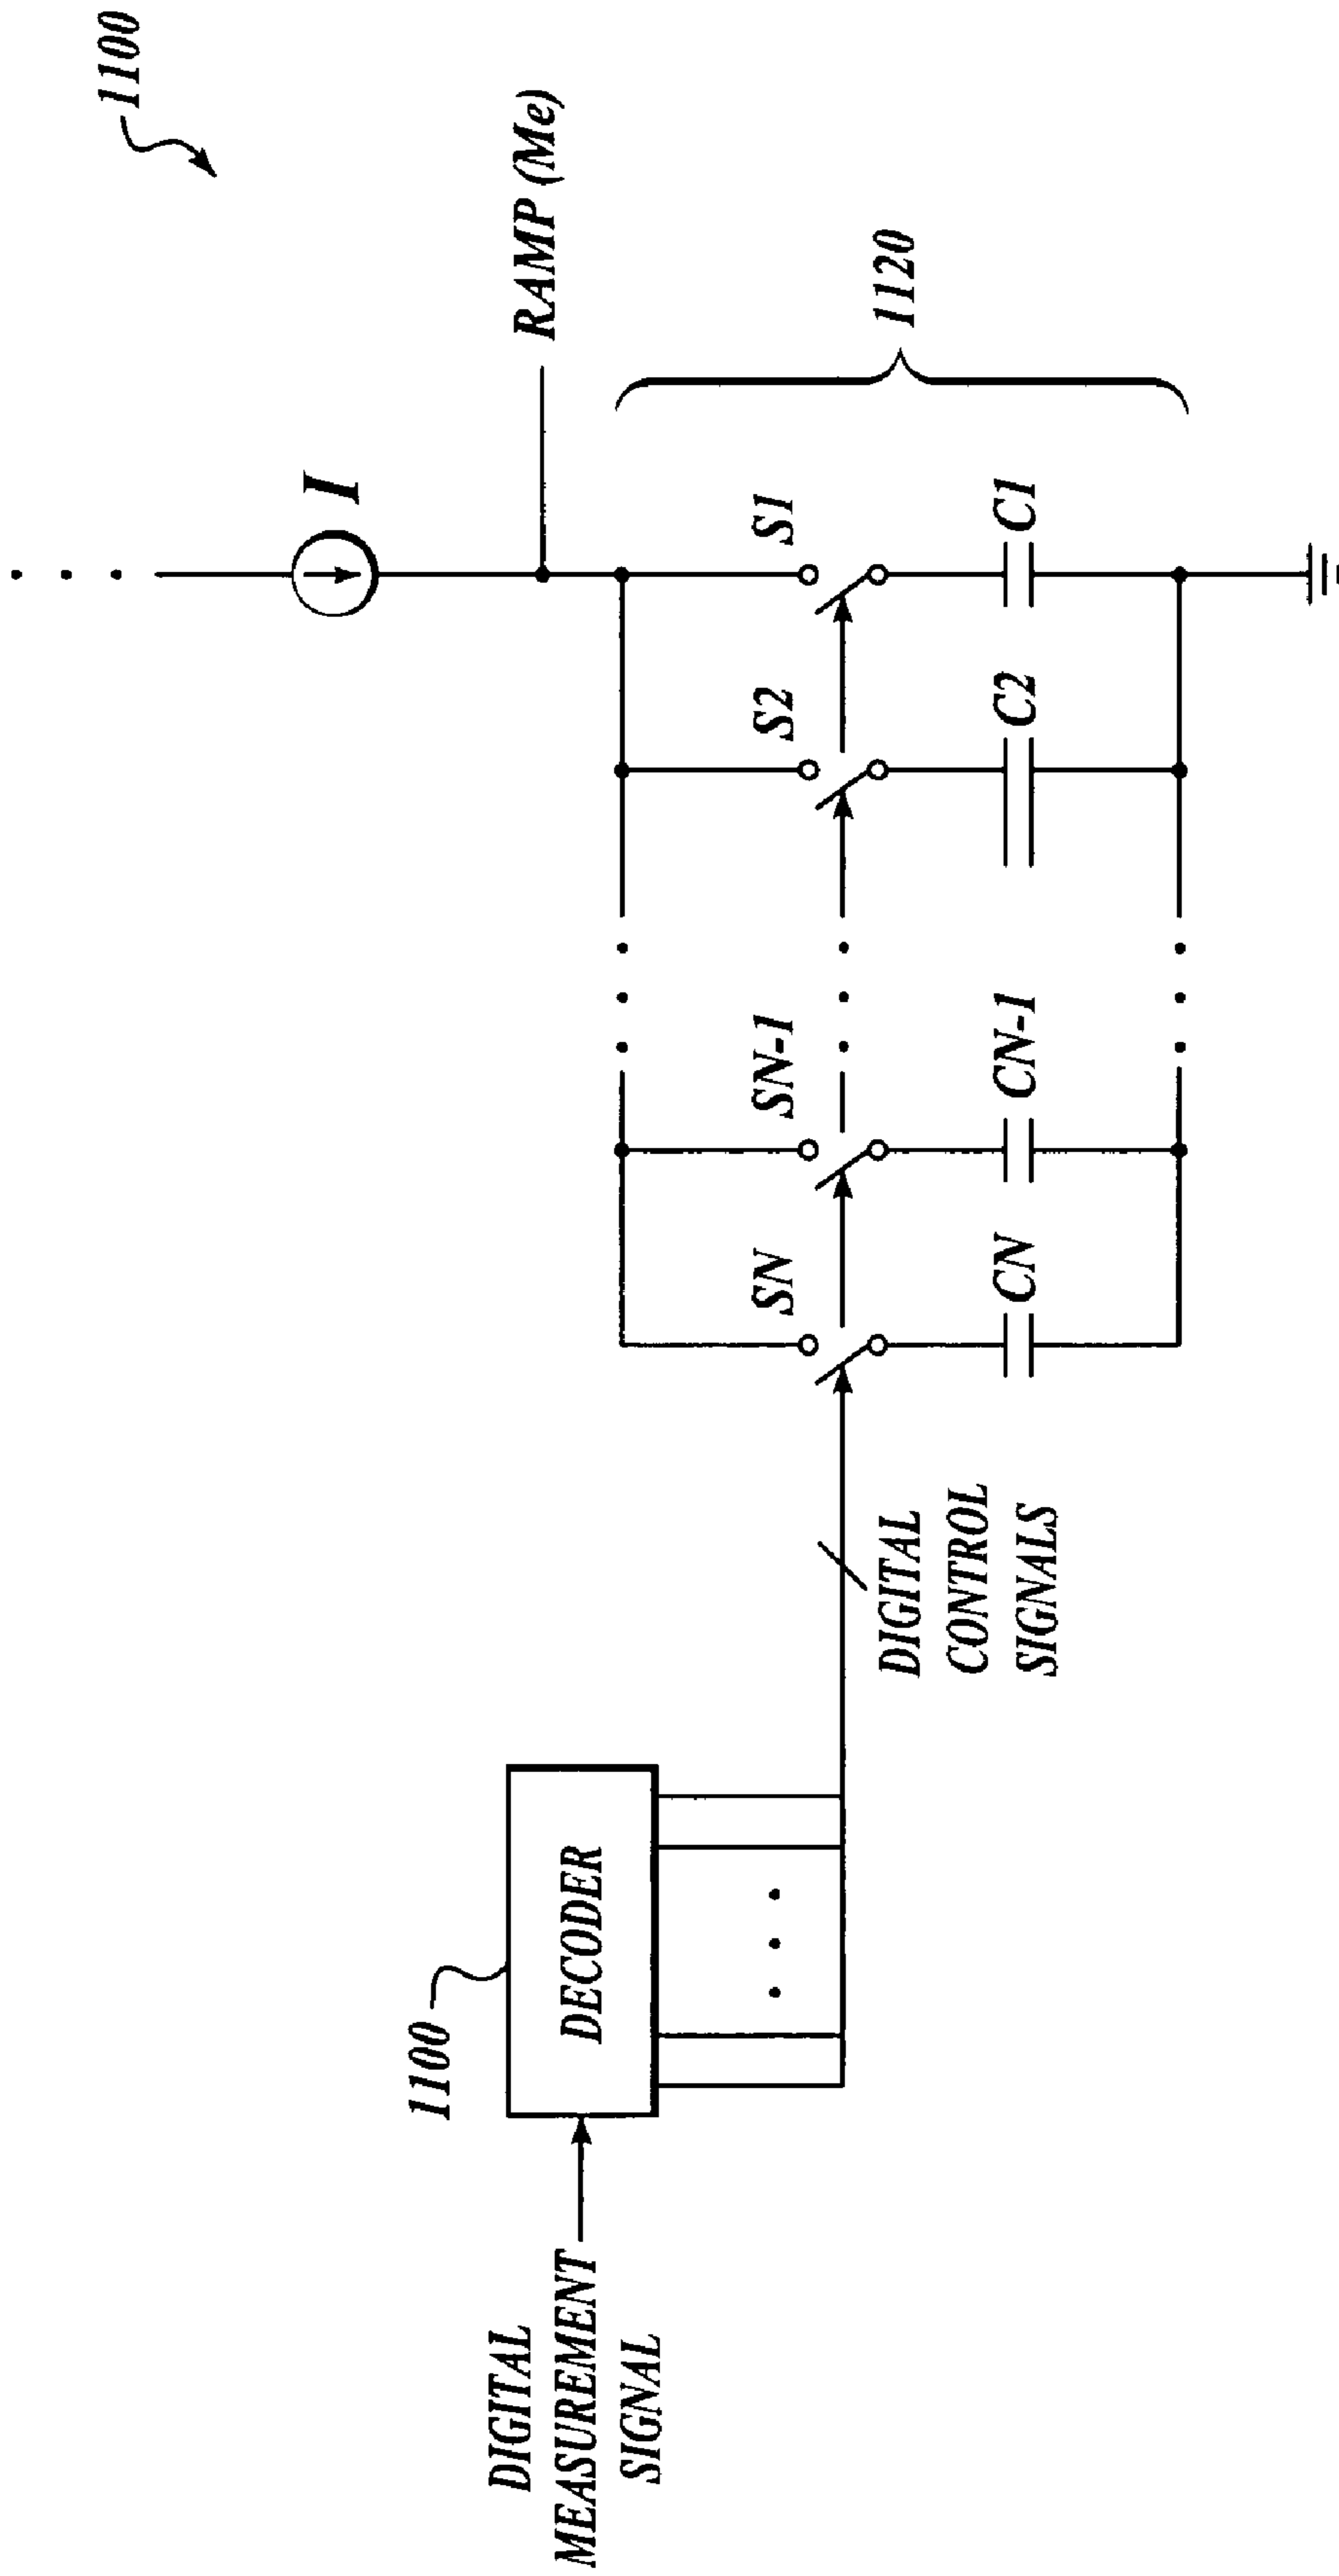 1100
I
RAMP (Me)
1120
S1
S2
SN-1
SN
C1
C2
CN-1
CN
1100
DECODER
DIGITAL
MEASUREMENT
SIGNAL
DIGITAL
CONTROL
SIGNALS